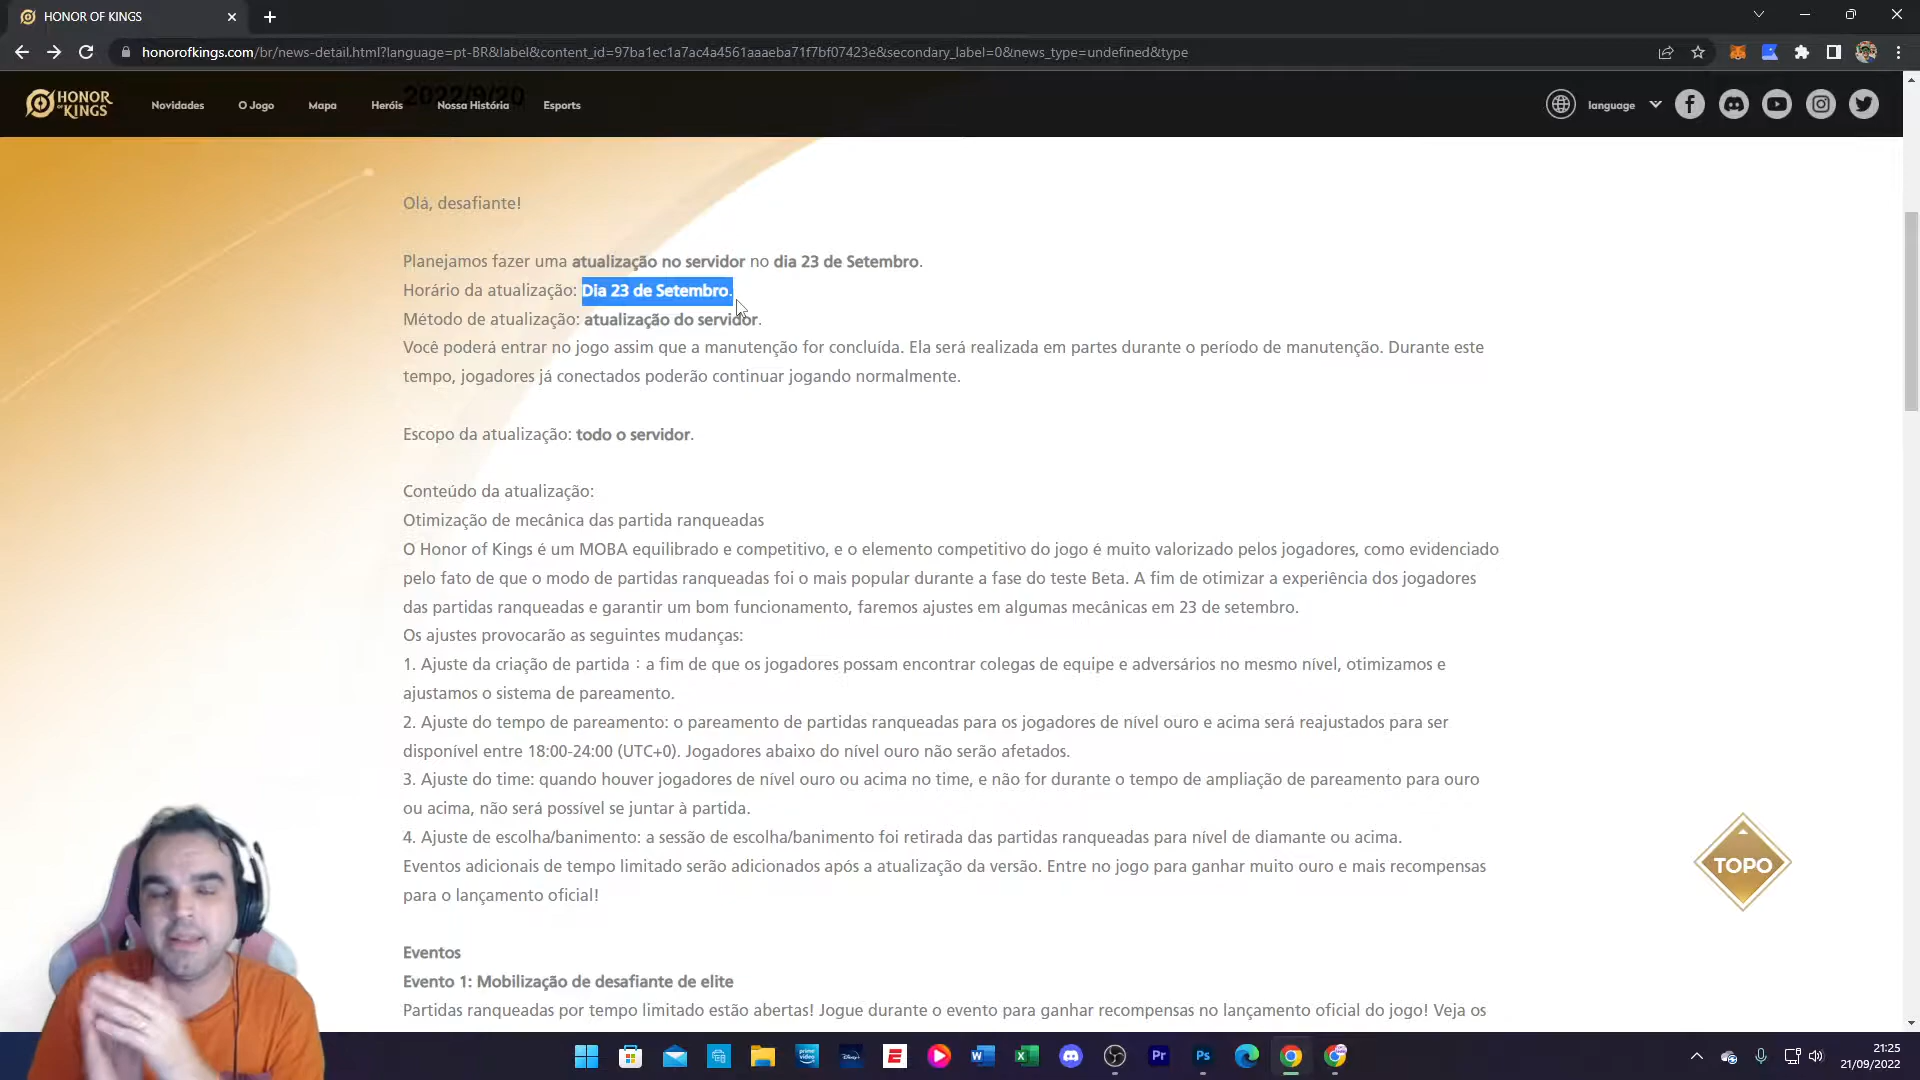 HONOR OF KINGS
honorofkings.com/br/news-detail.html?language=pt-BR&label&content_id=97ba1ec1a7ac4a4561aaaeba71f7bf07423e&secondary_label=0&news_type=undefined&type
HONOR OF KINGS
Novidades O Jogo Mapa Heróis Nossa História Esports language
2022/9/20
Olá, desafiante!
Planejamos fazer uma atualização no servidor no dia 23 de Setembro.
Horário da atualização: Dia 23 de Setembro.
Método de atualização: atualização do servidor.
Você poderá entrar no jogo assim que a manutenção for concluída. Ela será realizada em partes durante o período de manutenção. Durante este
tempo, jogadores já conectados poderão continuar jogando normalmente.
Escopo da atualização: todo o servidor.
Conteúdo da atualização:
Otimização de mecânica das partida ranqueadas
O Honor of Kings é um MOBA equilibrado e competitivo, e o elemento competitivo do jogo é muito valorizado pelos jogadores, como evidenciado
pelo fato de que o modo de partidas ranqueadas foi o mais popular durante a fase do teste Beta. A fim de otimizar a experiência dos jogadores
das partidas ranqueadas e garantir um bom funcionamento, faremos ajustes em algumas mecânicas em 23 de setembro.
Os ajustes provocarão as seguintes mudanças:
1. Ajuste da criação de partida：a fim de que os jogadores possam encontrar colegas de equipe e adversários no mesmo nível, otimizamos e
ajustamos o sistema de pareamento.
2. Ajuste do tempo de pareamento: o pareamento de partidas ranqueadas para os jogadores de nível ouro e acima será reajustados para ser
disponível entre 18:00-24:00 (UTC+0). Jogadores abaixo do nível ouro não serão afetados.
3. Ajuste do time: quando houver jogadores de nível ouro ou acima no time, e não for durante o tempo de ampliação de pareamento para ouro
ou acima, não será possível se juntar à partida.
4. Ajuste de escolha/banimento: a sessão de escolha/banimento foi retirada das partidas ranqueadas para nível de diamante ou acima.
Eventos adicionais de tempo limitado serão adicionados após a atualização da versão. Entre no jogo para ganhar muito ouro e mais recompensas
para o lançamento oficial!
TOPO
Eventos
Evento 1: Mobilização de desafiante de elite
Partidas ranqueadas por tempo limitado estão abertas! Jogue durante o evento para ganhar recompensas no lançamento oficial do jogo! Veja os
21:25
21/09/2022